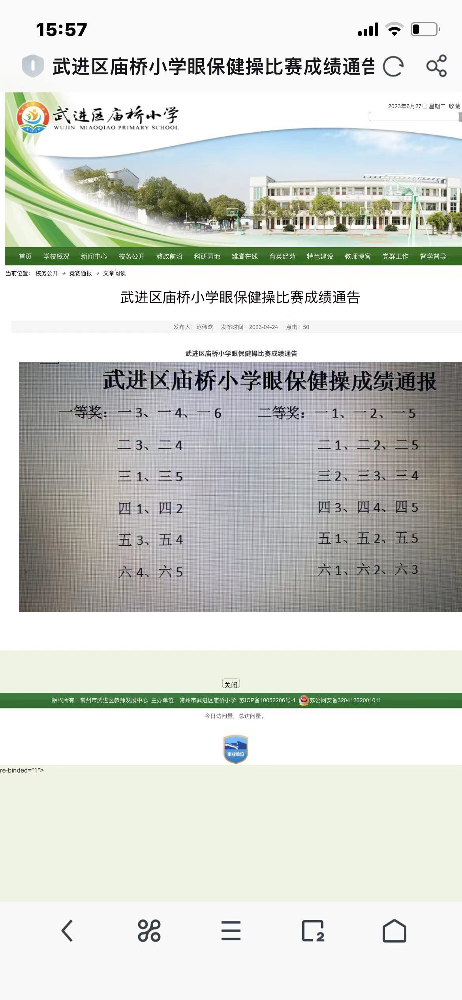 15:57
武进区庙桥小学眼保健操比赛成绩通告
武进区庙桥小学
WUJIN MIAOQIAO PRIMARY SCHOOL
1913
2023年6月27日 星期二 收藏
首页 学校概况 新闻中心 校务公开 教改前沿 科研园地 雏鹰在线 育英经苑 特色建设 教师博客 党群工作 督学督导
当前位置： 校务公开 → 竞赛通报 → 文章阅读
武进区庙桥小学眼保健操比赛成绩通告
发布人：范伟欢 发布时间：2023-04-24 点击：50
武进区庙桥小学眼保健操比赛成绩通告
武进区庙桥小学眼保健操成绩通报
一等奖：一3、一4、一6 二等奖：一1、一2、一5
二3、二4 二1、二2、二5
三1、三5 三2、三3、三4
四1、四2 四3、四4、四5
五3、五4 五1、五2、五5
六4、六5 六1、六2、六3
关闭
版权所有：常州市武进区教师发展中心 主办单位：常州市武进区庙桥小学 苏ICP备10052206号-1 苏公网安备32041202001011
今日访问量，总访问量。
事业单位
re-binded="1">
2